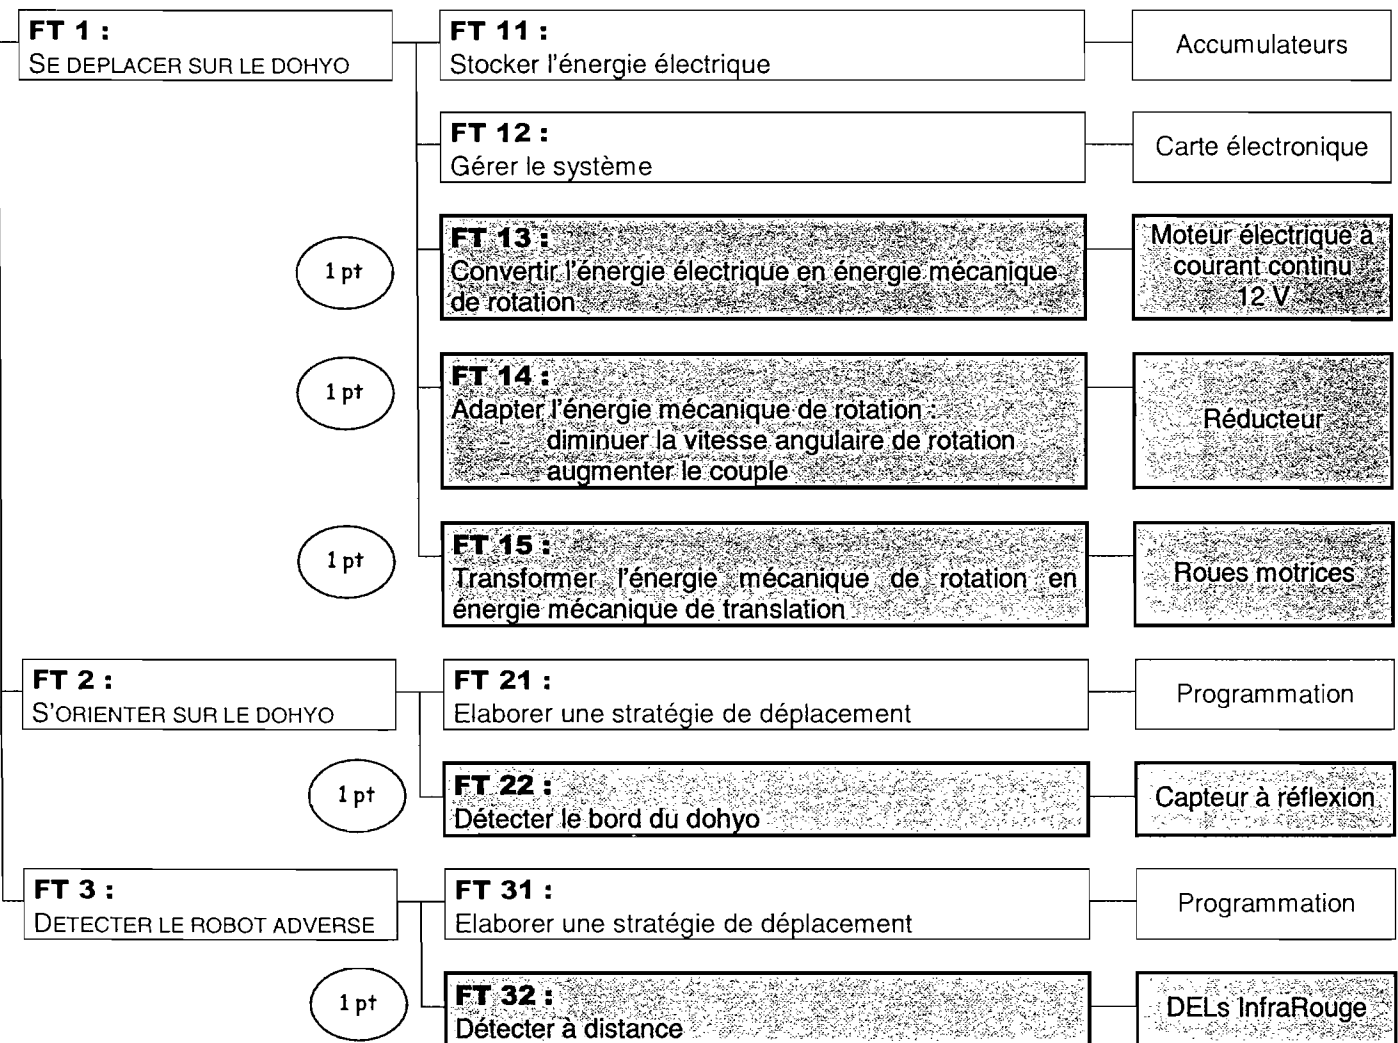 FT 1 :
SE DEPLACER SUR LE DOHYO
FT 11 :
Stocker l'énergie électrique
Accumulateurs
FT 12 :
Gérer le système
Carte électronique
1 pt
FT 13 :
Convertir l'énergie électrique en énergie mécanique
de rotation
Moteur électrique à
courant continu
12 V
1 pt
FT 14 :
Adapter l'énergie mécanique de rotation :
- diminuer la vitesse angulaire de rotation
- augmenter le couple
Réducteur
1 pt
FT 15 :
Transformer l'énergie mécanique de rotation en
énergie mécanique de translation
Roues motrices
FT 2 :
S'ORIENTER SUR LE DOHYO
FT 21 :
Elaborer une stratégie de déplacement
Programmation
1 pt
FT 22 :
Détecter le bord du dohyo
Capteur à réflexion
FT 3 :
DETECTER LE ROBOT ADVERSE
FT 31 :
Elaborer une stratégie de déplacement
Programmation
1 pt
FT 32 :
Détecter à distance
DELs InfraRouge